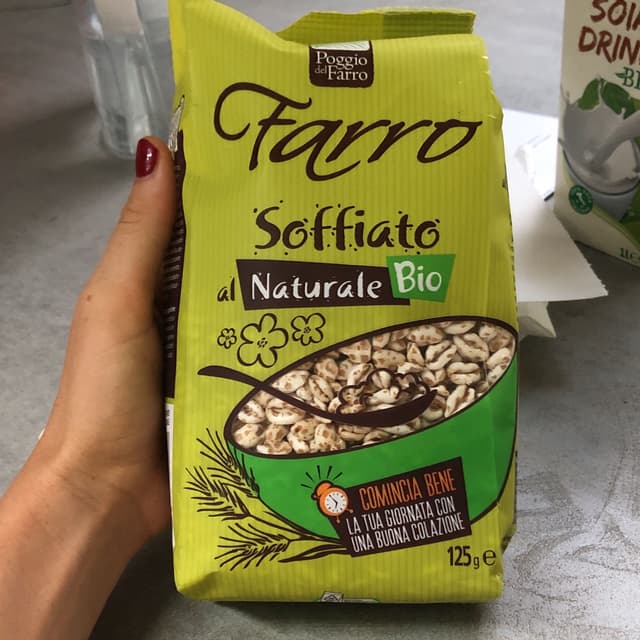 Poggio
del Farro
Farro
Soffiato
al Naturale Bio
COMINCIA BENE
LA TUA GIORNATA CON
UNA BUONA COLAZIONE
125g e
DRIN